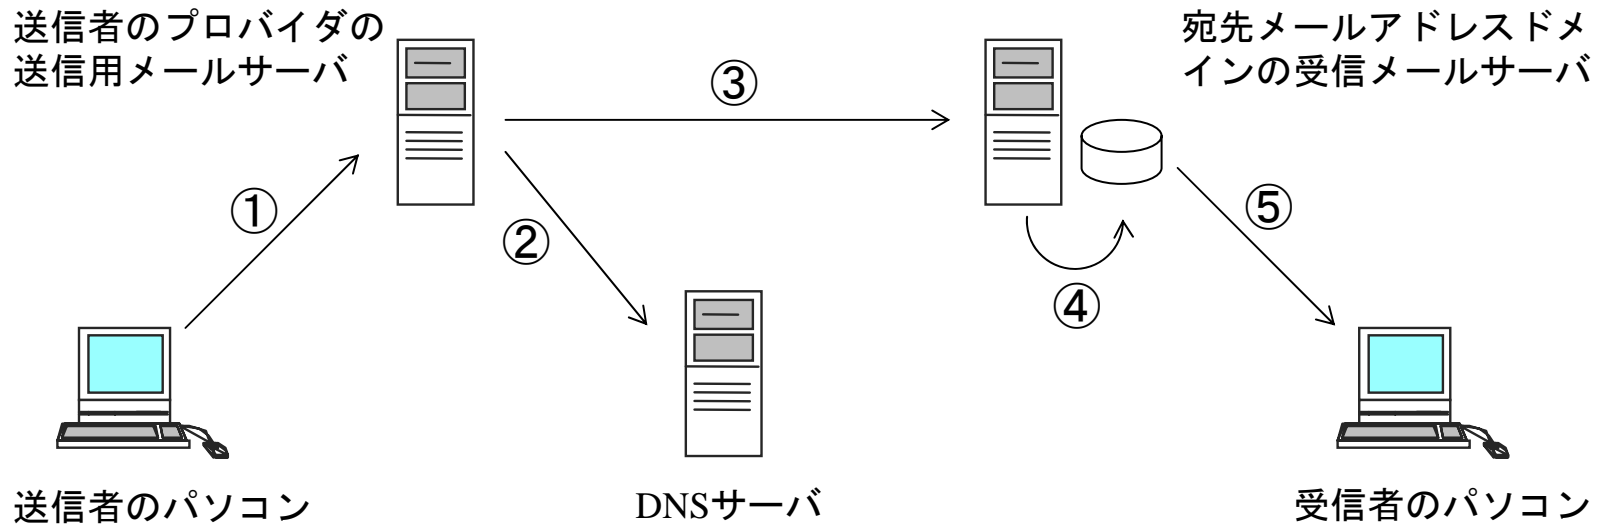 送信者のプロバイダの
送信用メールサーバ
宛先メールアドレスドメ
インの受信メールサーバ
③
①
②
⑤
④
送信者のパソコン
DNSサーバ
受信者のパソコン